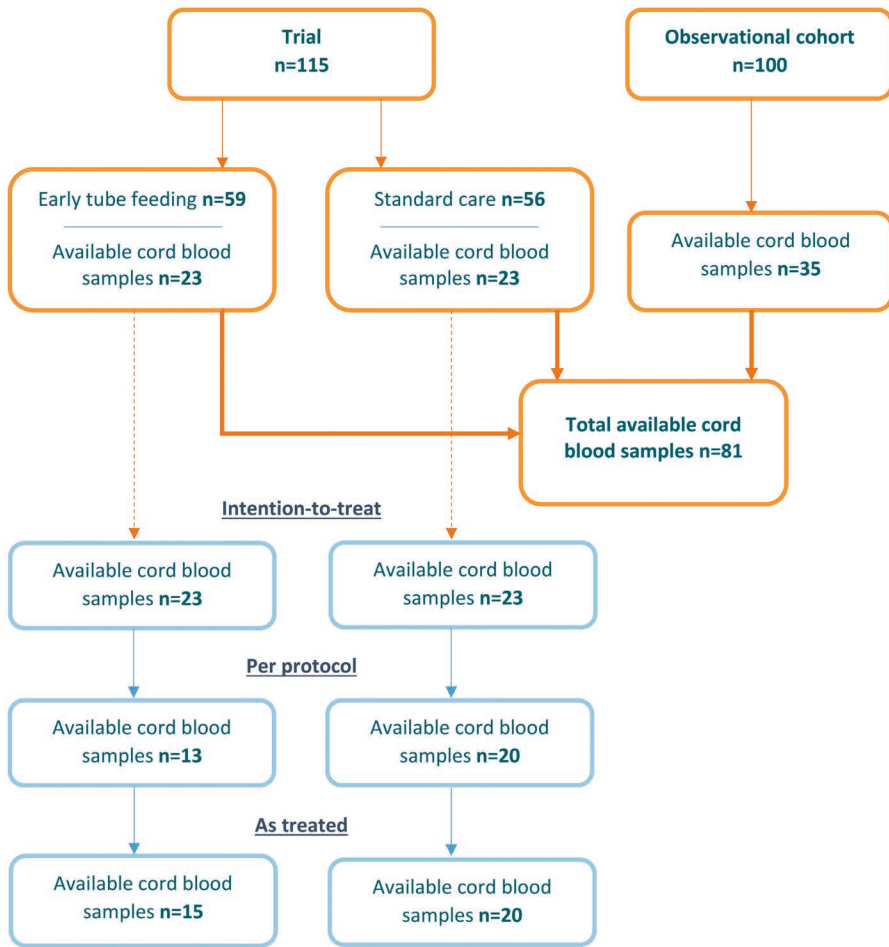 Trial
n=115
Observational cohort
n=100
Early tube feeding n=59
Available cord blood
samples n=23
Standard care n=56
Available cord blood
samples n=23
Available cord blood
samples n=35
Total available cord
blood samples n=81
Intention-to-treat
Available cord blood
samples n=23
Available cord blood
samples n=23
Per protocol
Available cord blood
samples n=13
Available cord blood
samples n=20
As treated
Available cord blood
samples n=15
Available cord blood
samples n=20